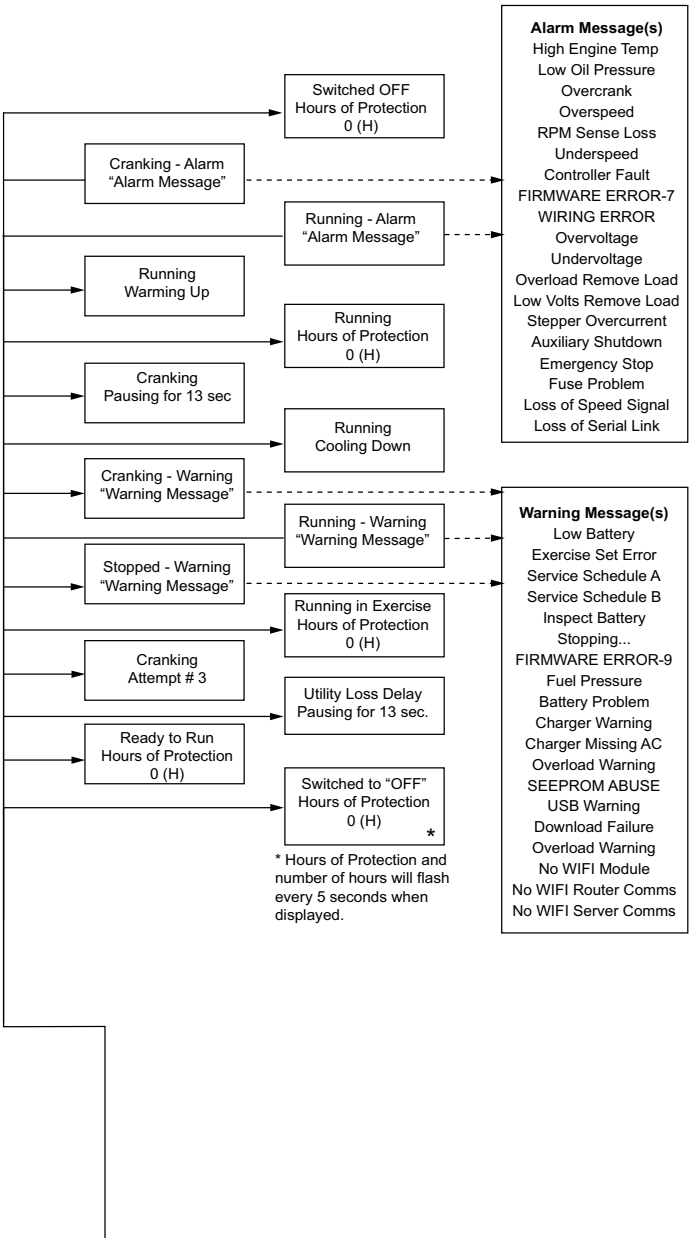 Switched OFF
Hours of Protection
0 (H)
Cranking - Alarm
“Alarm Message”
Running - Alarm
“Alarm Message”
Running
Warming Up
Running
Hours of Protection
0 (H)
Cranking
Pausing for 13 sec
Running
Cooling Down
Cranking - Warning
“Warning Message”
Running - Warning
“Warning Message”
Stopped - Warning
“Warning Message”
Running in Exercise
Hours of Protection
0 (H)
Cranking
Attempt # 3
Utility Loss Delay
Pausing for 13 sec.
Ready to Run
Hours of Protection
0 (H)
Switched to “OFF”
Hours of Protection
0 (H)
*
* Hours of Protection and
number of hours will flash
every 5 seconds when
displayed.
Alarm Message(s)
High Engine Temp
Low Oil Pressure
Overcrank
Overspeed
RPM Sense Loss
Underspeed
Controller Fault
FIRMWARE ERROR-7
WIRING ERROR
Overvoltage
Undervoltage
Overload Remove Load
Low Volts Remove Load
Stepper Overcurrent
Auxiliary Shutdown
Emergency Stop
Fuse Problem
Loss of Speed Signal
Loss of Serial Link
Warning Message(s)
Low Battery
Exercise Set Error
Service Schedule A
Service Schedule B
Inspect Battery
Stopping...
FIRMWARE ERROR-9
Fuel Pressure
Battery Problem
Charger Warning
Charger Missing AC
Overload Warning
SEEPROM ABUSE
USB Warning
Download Failure
Overload Warning
No WIFI Module
No WIFI Router Comms
No WIFI Server Comms